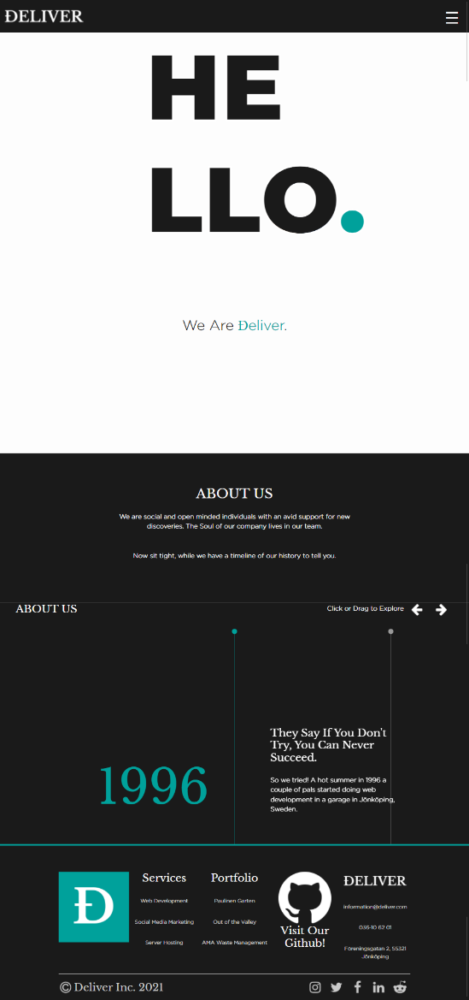 ĐELIVER
HE
LLO.
We Are Đeliver.
ABOUT US
We are social and open minded individuals with an avid support for new
discoveries. The Soul of our company lives in our team.
Now sit tight, while we have a timeline of our history to tell you.
ABOUT US
Click or Drag to Explore
1996
They Say If You Don't
Try, You Can Never
Succeed.
So we tried! A hot summer in 1996 a
couple of pals started doing web
development in a garage in Jönköping,
Sweden.
Đ
Services
Web Development
Social Media Marketing
Server Hosting
Portfolio
Paulinen Garten
Out of the Valley
AMA Waste Management
Visit Our
Github!
ĐELIVER
information@deliver.com
036-10 62 01
Föreningsgatan 2, 55321
Jönköping
© Deliver Inc. 2021